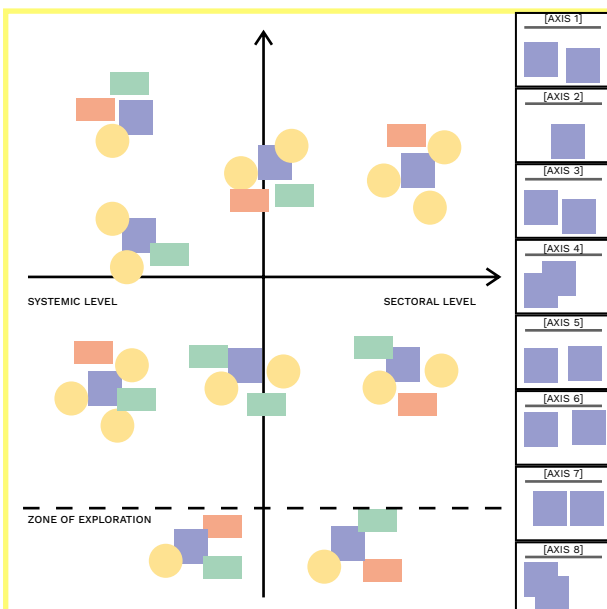 [AXIS 1]
[AXIS 2]
[AXIS 3]
[AXIS 4]
SYSTEMIC LEVEL
SECTORAL LEVEL
[AXIS 5]
[AXIS 6]
[AXIS 7]
ZONE OF EXPLORATION
[AXIS 8]